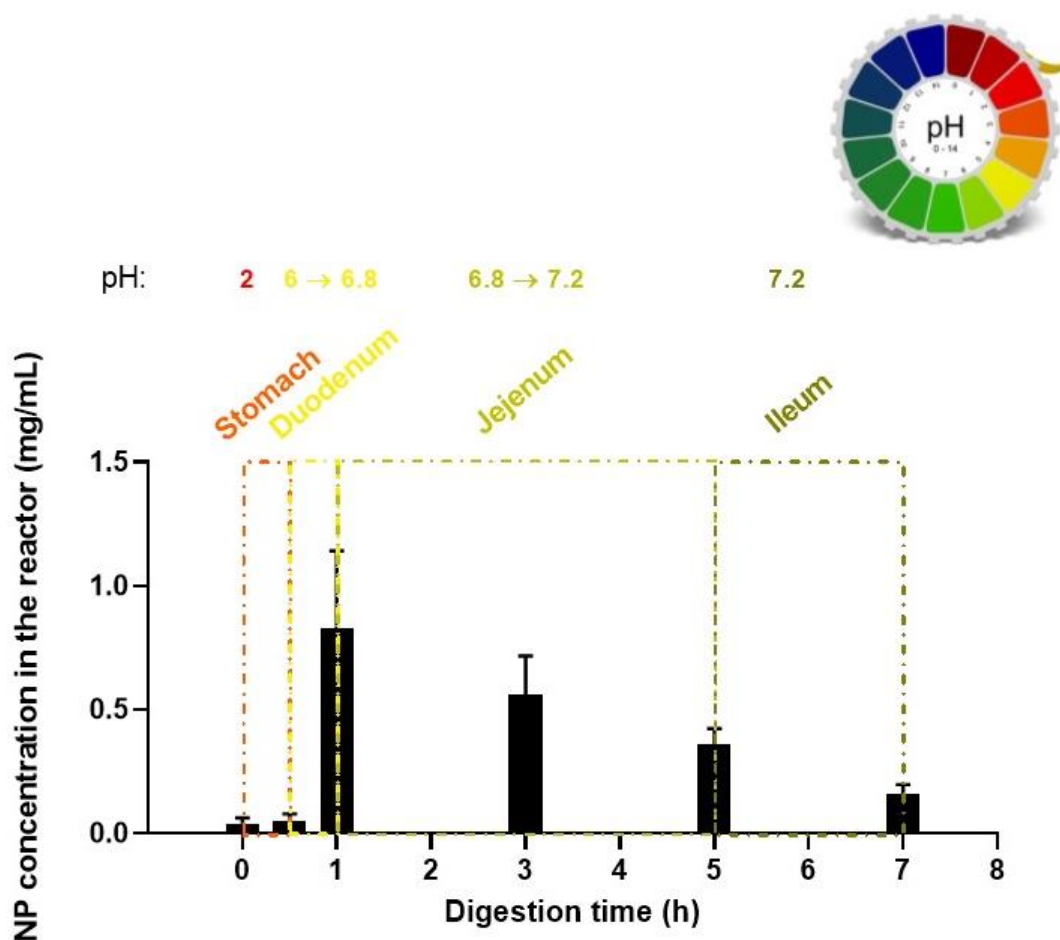 pH
0 - 14
pH: 2 6 → 6.8 6.8 → 7.2 7.2
Stomach
Duodenum
Jejenum
Ileum
NP concentration in the reactor (mg/mL)
1.5
1.0
0.5
0.0
0 1 2 3 4 5 6 7 8
Digestion time (h)